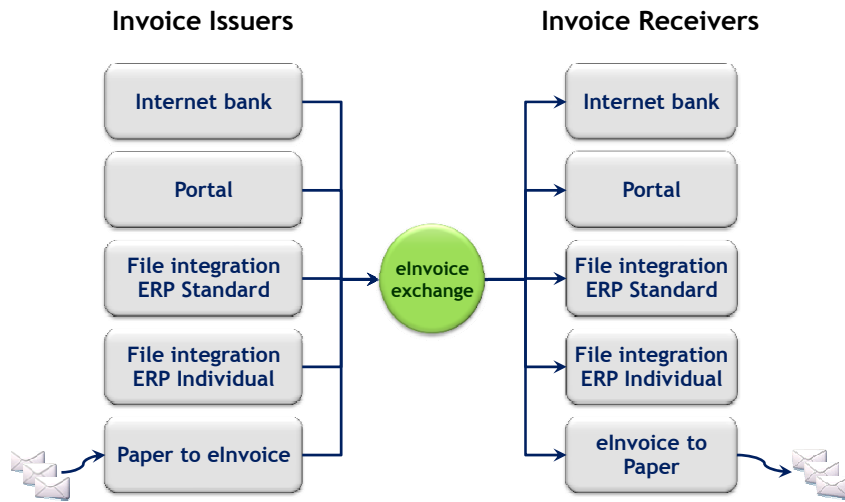 Invoice Issuers
Invoice Receivers
Internet bank
Portal
File integration
ERP Standard
File integration
ERP Individual
Paper to eInvoice
eInvoice
exchange
Internet bank
Portal
File integration
ERP Standard
File integration
ERP Individual
eInvoice to
Paper